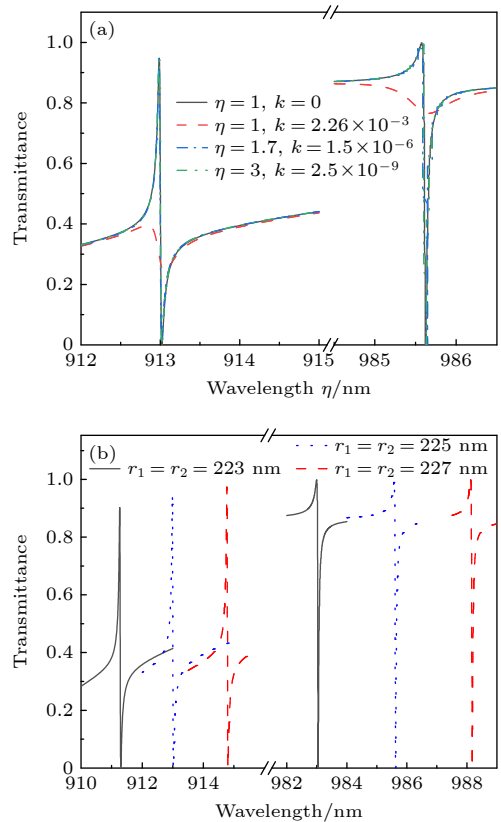 (a)
1.0
0.8
0.6
0.4
0.2
0
Transmittance
η = 1, k = 0
η = 1, k = 2.26×10⁻³
η = 1.7, k = 1.5×10⁻⁶
η = 3, k = 2.5×10⁻⁹
912 913 914 915 985 986
Wavelength η/nm
(b)
r₁ = r₂ = 223 nm
r₁ = r₂ = 225 nm
r₁ = r₂ = 227 nm
1.0
0.8
0.6
0.4
0.2
0
Transmittance
910 912 914 982 984 986 988
Wavelength/nm